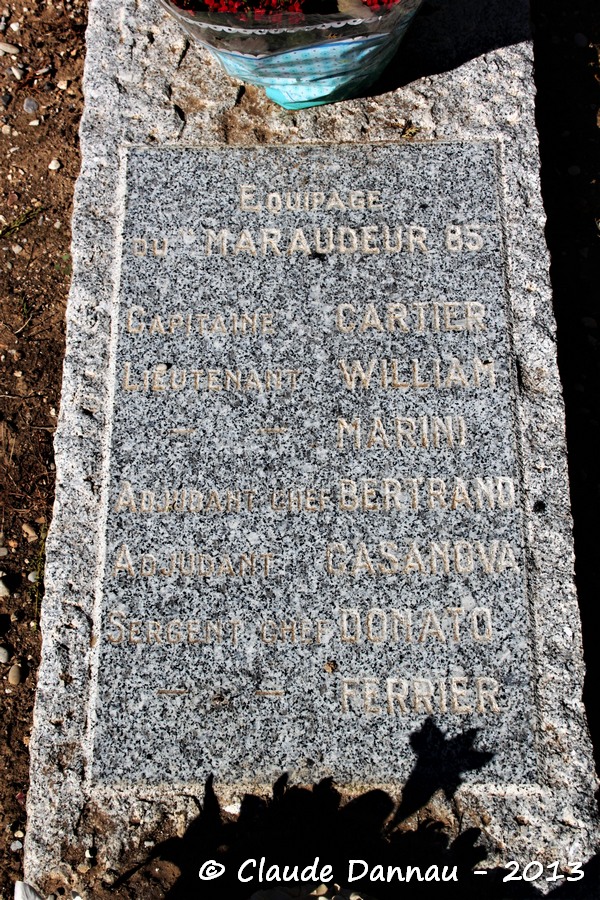 EQUIPAGE
DU MARAUDEUR 85
CAPITAINE CARTIER
LIEUTENANT WILLIAM
— — MARINI
ADJUDANT CHEF BERTRAND
ADJUDANT CASANOVA
SERGENT CHEF DONATO
— — FERRIER
© Claude Dannau - 2013